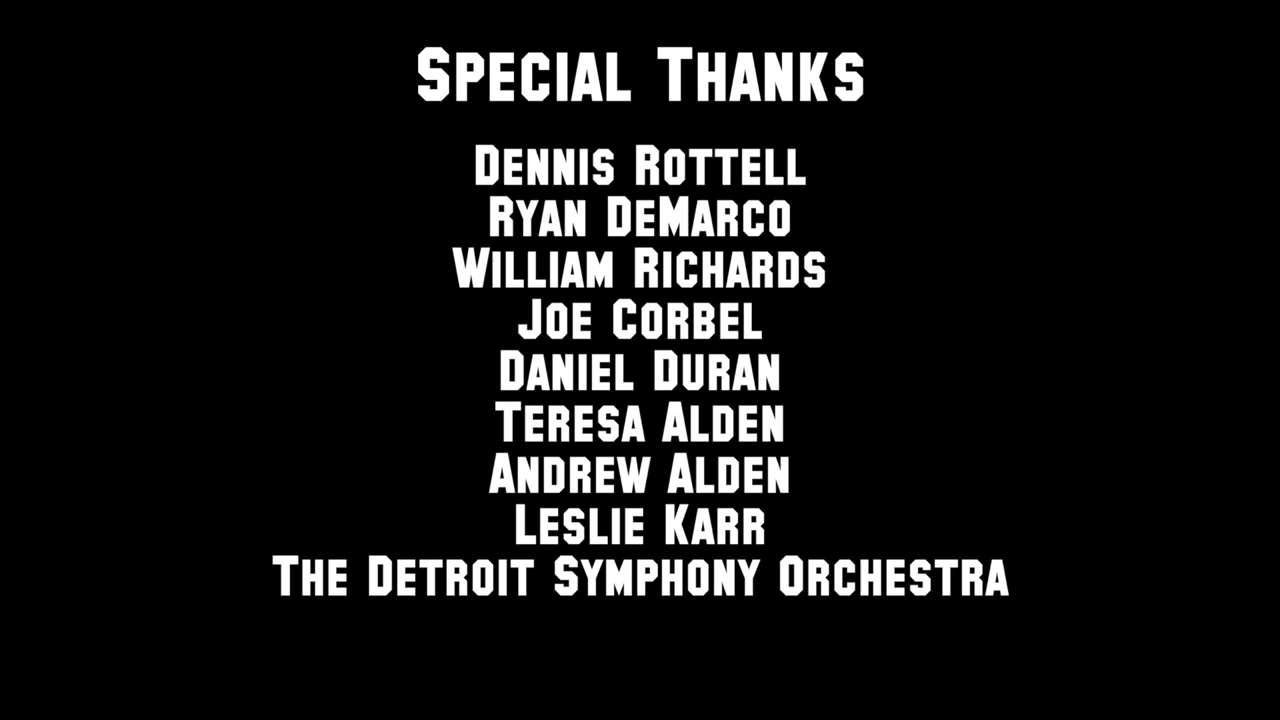 Special Thanks
Dennis Rottell
Ryan DeMarco
William Richards
Joe Corbel
Daniel Duran
Teresa Alden
Andrew Alden
Leslie Karr
The Detroit Symphony Orchestra